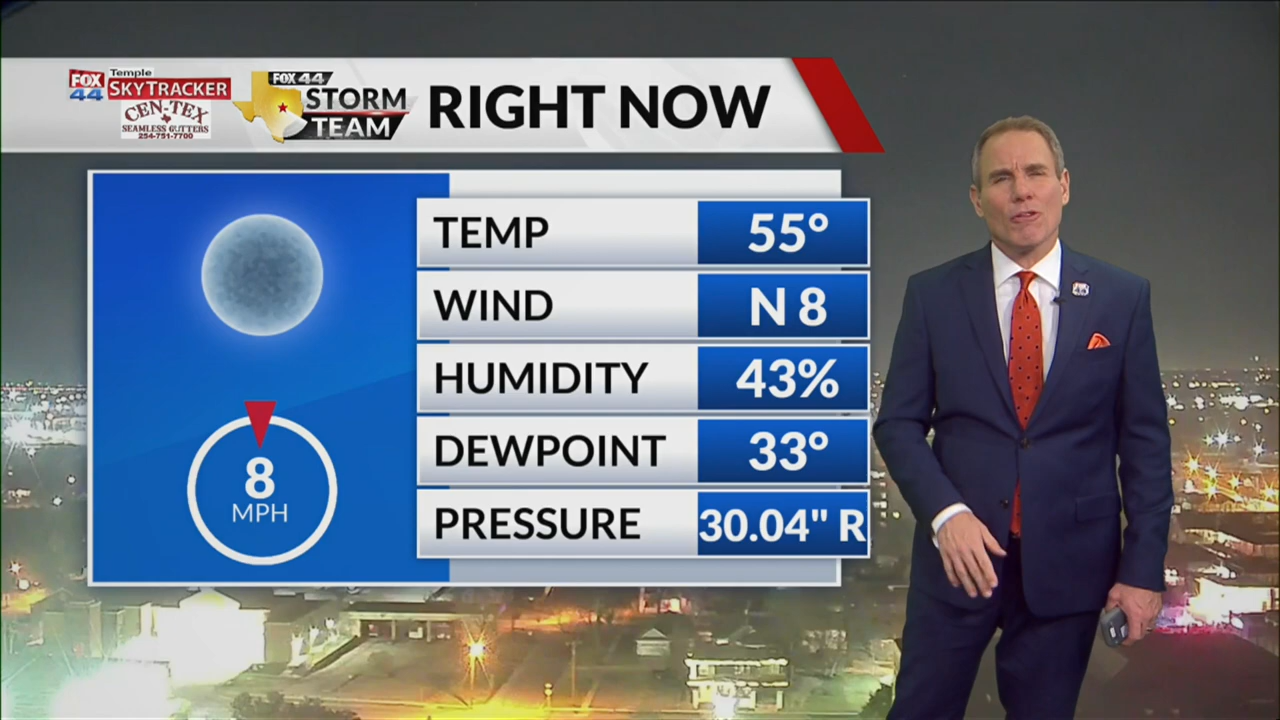 FOX
44
Temple
SKYTRACKER
CEN-TEX
SEAMLESS GUTTERS
254-751-7700
FOX 44
STORM
TEAM
RIGHT NOW
TEMP 55°
WIND N 8
HUMIDITY 43%
DEWPOINT 33°
PRESSURE 30.04" R
8
MPH